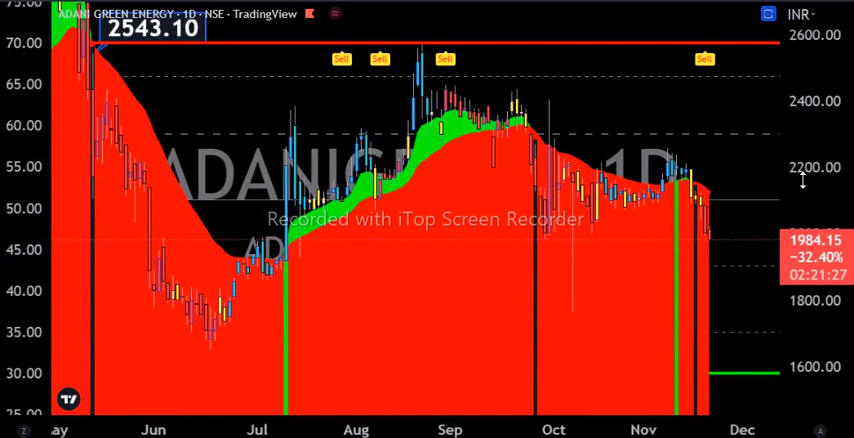 ADANI GREEN ENERGY · 1D · NSE · TradingView
2543.10
INR
75.00
70.00
65.00
60.00
55.00
50.00
45.00
40.00
35.00
30.00
25.00
Sell
Sell
Sell
Sell
1D
Recorded with iTop Screen Recorder
2600.00
2400.00
2200.00
1984.15
−32.40%
02:21:27
1800.00
1600.00
Z
ay Jun Jul Aug Sep Oct Nov Dec
A